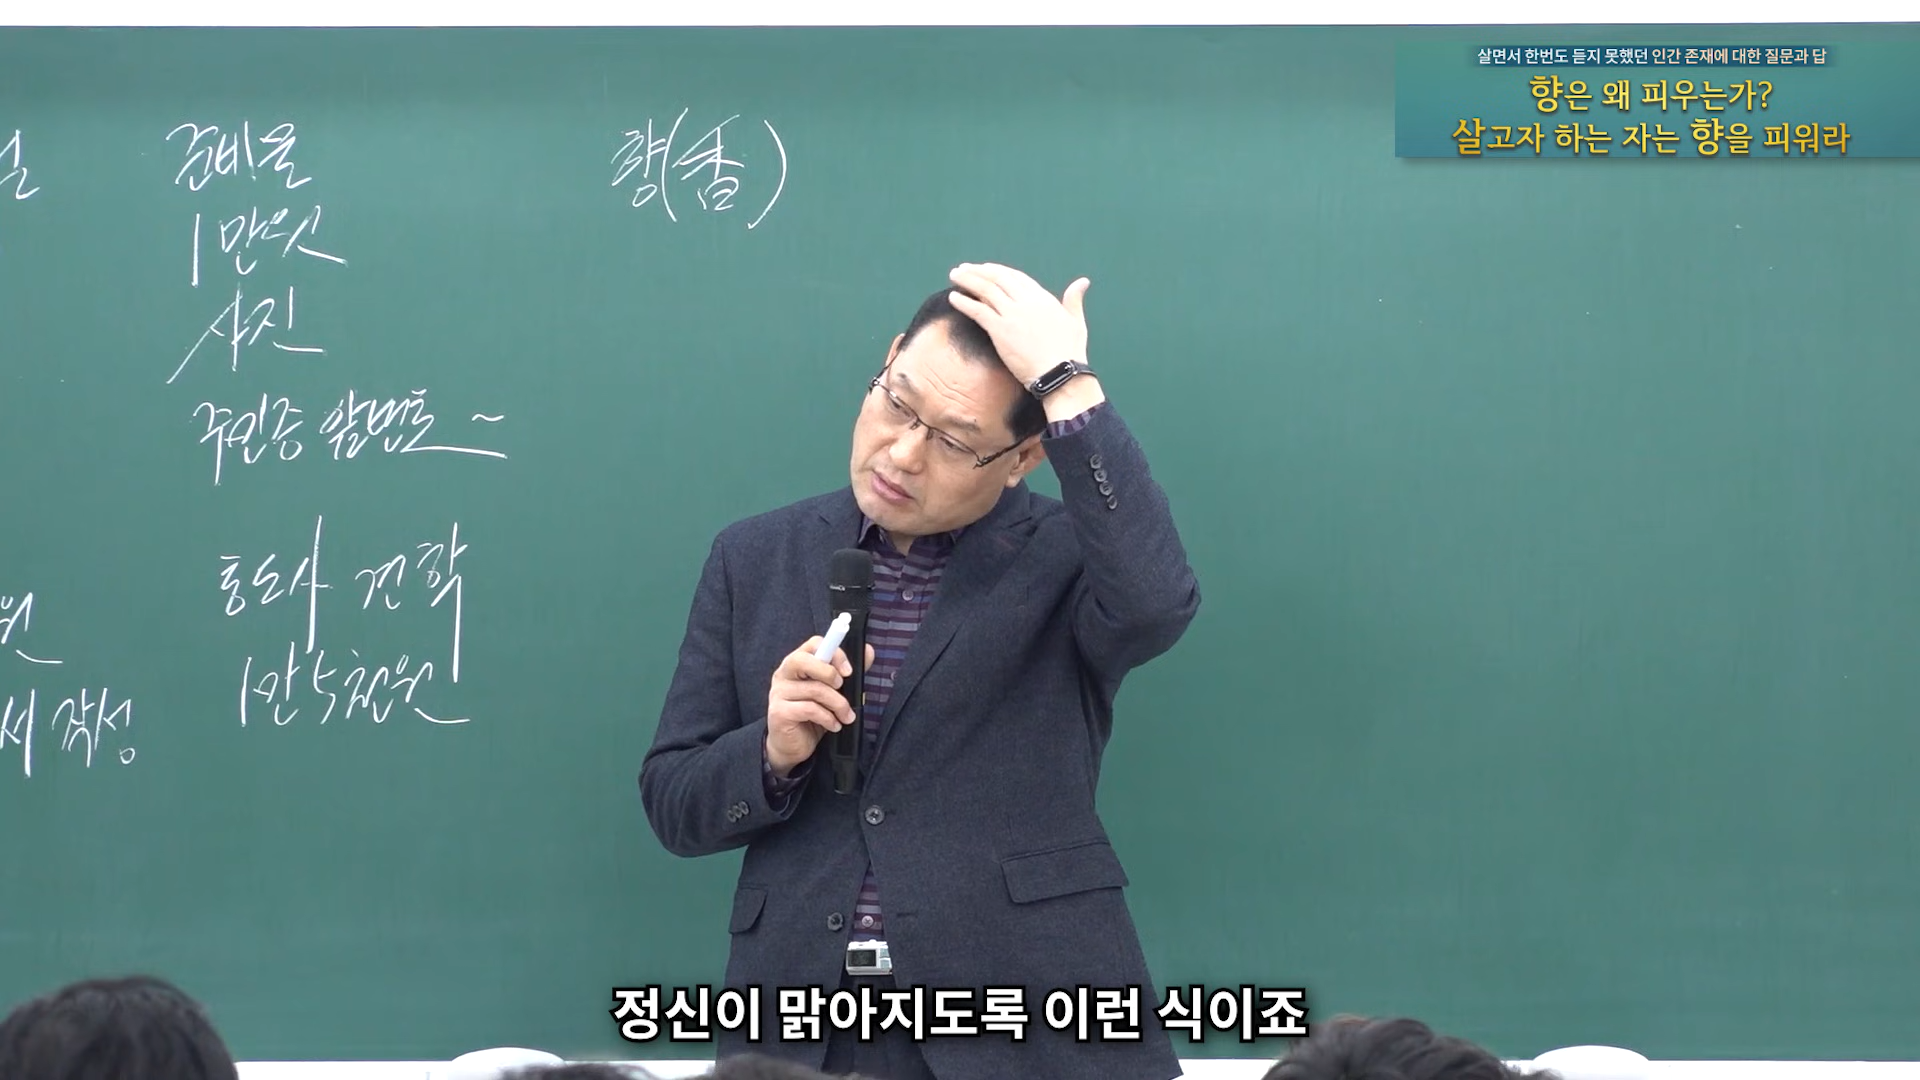 살면서 한번도 듣지 못했던 인간 존재에 대한 질문과 답
향은 왜 피우는가?
살고자 하는 자는 향을 피워라
준비물
1만원
사진
주민증 앞번호 ~
통도사 견학
1만5천원
원
서 작성
향(香)
정신이 맑아지도록 이런 식이죠